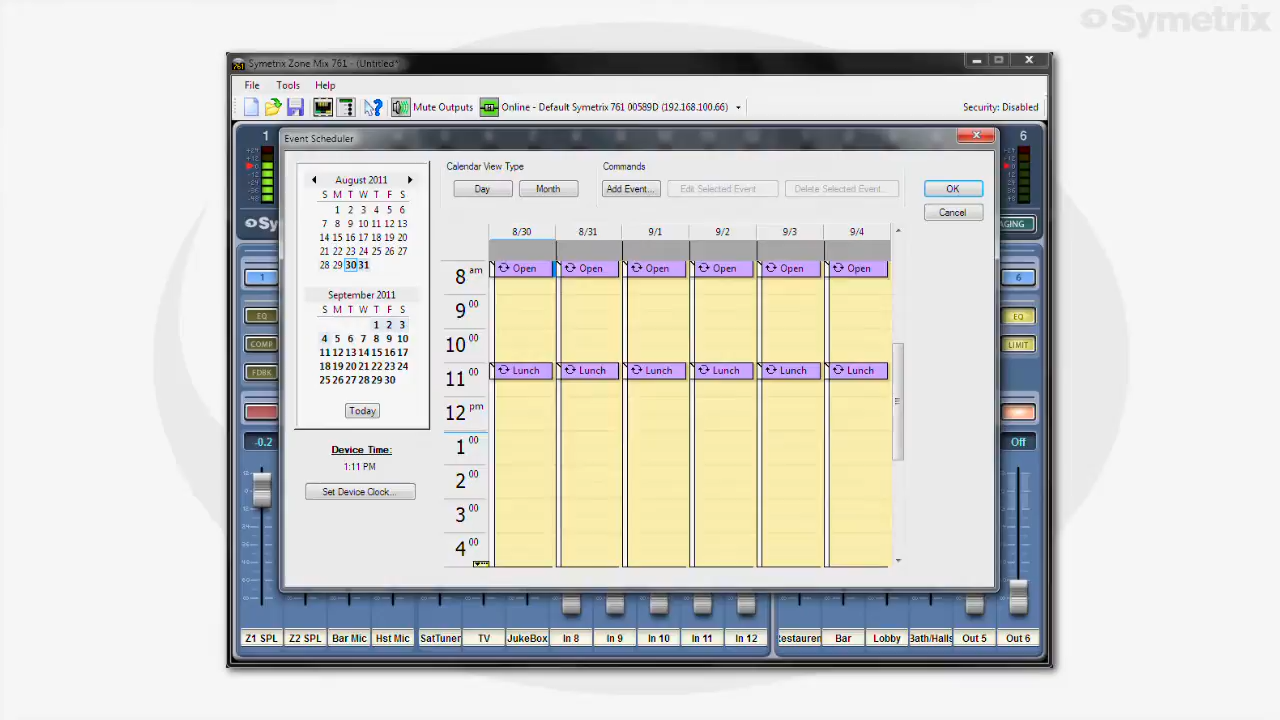 Symetrix
Symetrix Zone Mix 761 - (Untitled*
File Tools Help
Mute Outputs Online - Default Symetrix 761 00589D (192.168.100.66) Security: Disabled
1 6
Event Scheduler
Calendar View Type Commands
Day Month Add Event... Edit Selected Event Delete Selected Event... OK
Cancel
August 2011
S M T W T F S
1 2 3 4 5 6
7 8 9 10 11 12 13
14 15 16 17 18 19 20
21 22 23 24 25 26 27
28 29 30 31
September 2011
S M T W T F S
1 2 3
4 5 6 7 8 9 10
11 12 13 14 15 16 17
18 19 20 21 22 23 24
25 26 27 28 29 30
Today
Device Time:
1:11 PM
Set Device Clock...
8/30 8/31 9/1 9/2 9/3 9/4
8 am Open Open Open Open Open Open
9 00
10 00
11 00 Lunch Lunch Lunch Lunch Lunch Lunch
12 pm
1 00
2 00
3 00
4 00
Sy AGING
1 6
EQ EQ
COMP LIMIT
FDBK
-0.2 Off
Z1 SPL Z2 SPL Bar Mic Hst Mic SatTuner TV JukeBox In 8 In 9 In 10 In 11 In 12 Restaurer Bar Lobby Bath/Halls Out 5 Out 6